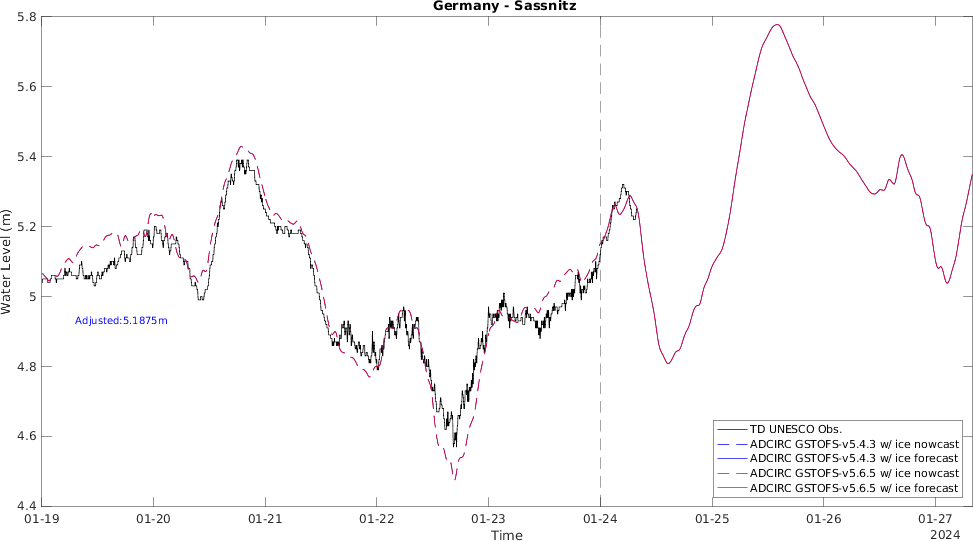 Germany - Sassnitz
5.8
5.6
5.4
5.2
5
4.8
4.6
4.4
Water Level (m)
Adjusted:5.1875m
TD UNESCO Obs.
ADCIRC GSTOFS-v5.4.3 w/ ice nowcast
ADCIRC GSTOFS-v5.4.3 w/ ice forecast
ADCIRC GSTOFS-v5.6.5 w/ ice nowcast
ADCIRC GSTOFS-v5.6.5 w/ ice forecast
01-19 01-20 01-21 01-22 01-23 01-24 01-25 01-26 01-27
Time
2024